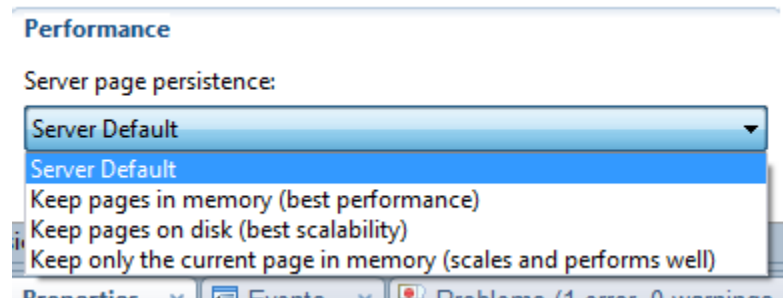 Performance
Server page persistence:
Server Default
Server Default
Keep pages in memory (best performance)
Keep pages on disk (best scalability)
Keep only the current page in memory (scales and performs well)
Properties Events Problems (1 error, 0 warnings